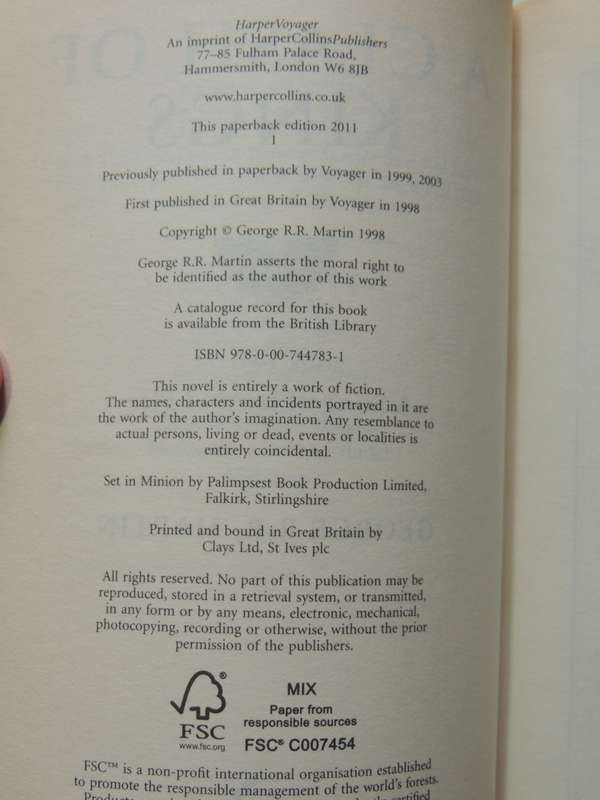 HarperVoyager
An imprint of HarperCollinsPublishers
77–85 Fulham Palace Road,
Hammersmith, London W6 8JB
www.harpercollins.co.uk
This paperback edition 2011
1
Previously published in paperback by Voyager in 1999, 2003
First published in Great Britain by Voyager in 1998
Copyright © George R.R. Martin 1998
George R.R. Martin asserts the moral right to
be identified as the author of this work
A catalogue record for this book
is available from the British Library
ISBN 978-0-00-744783-1
This novel is entirely a work of fiction.
The names, characters and incidents portrayed in it are
the work of the author's imagination. Any resemblance to
actual persons, living or dead, events or localities is
entirely coincidental.
Set in Minion by Palimpsest Book Production Limited,
Falkirk, Stirlingshire
Printed and bound in Great Britain by
Clays Ltd, St Ives plc
All rights reserved. No part of this publication may be
reproduced, stored in a retrieval system, or transmitted,
in any form or by any means, electronic, mechanical,
photocopying, recording or otherwise, without the prior
permission of the publishers.
®
FSC
www.fsc.org
MIX
Paper from
responsible sources
FSC® C007454
FSC™ is a non-profit international organisation established
to promote the responsible management of the world's forests.